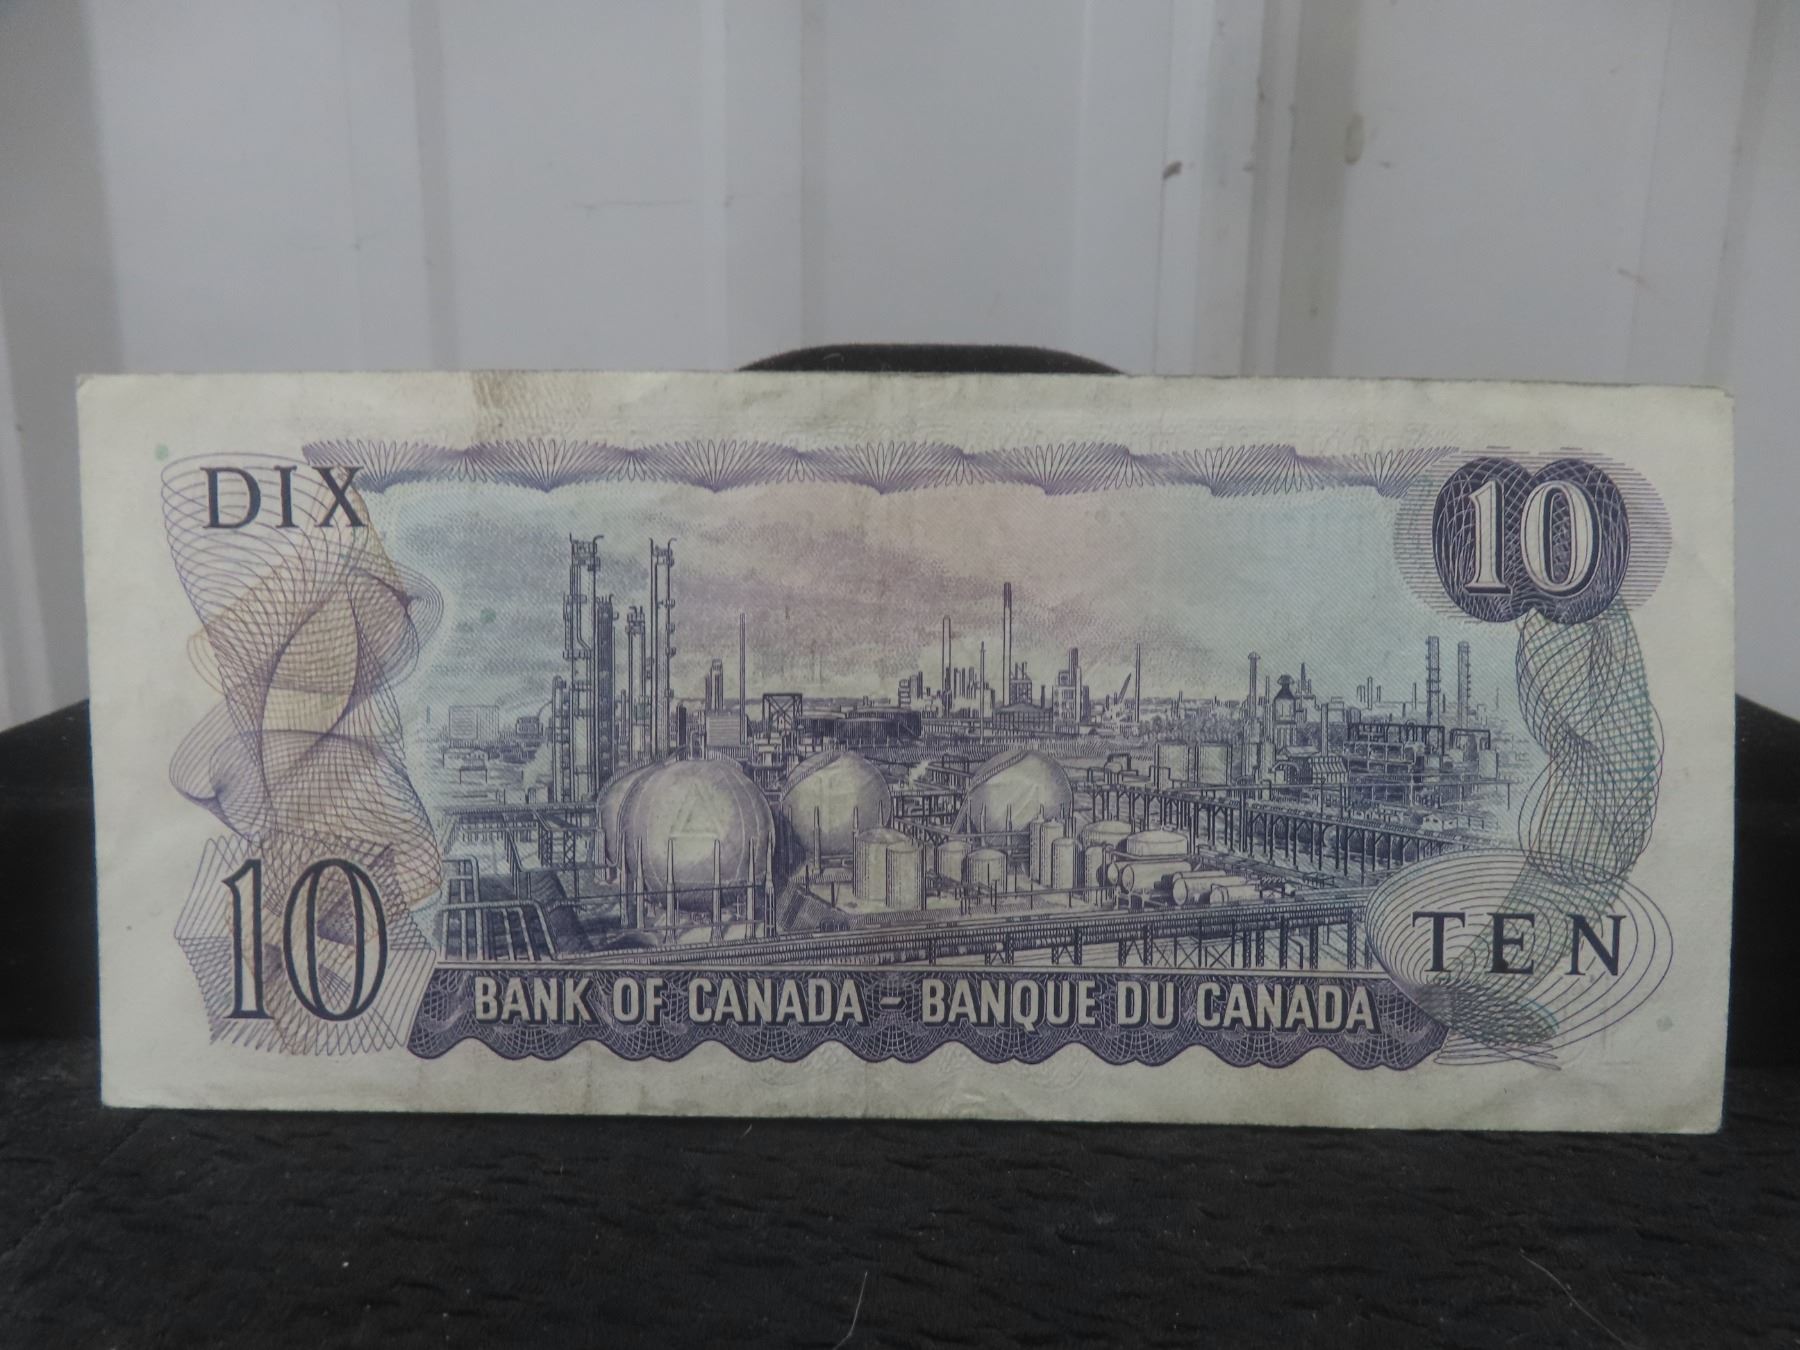 DIX
10
10
TEN
BANK OF CANADA - BANQUE DU CANADA